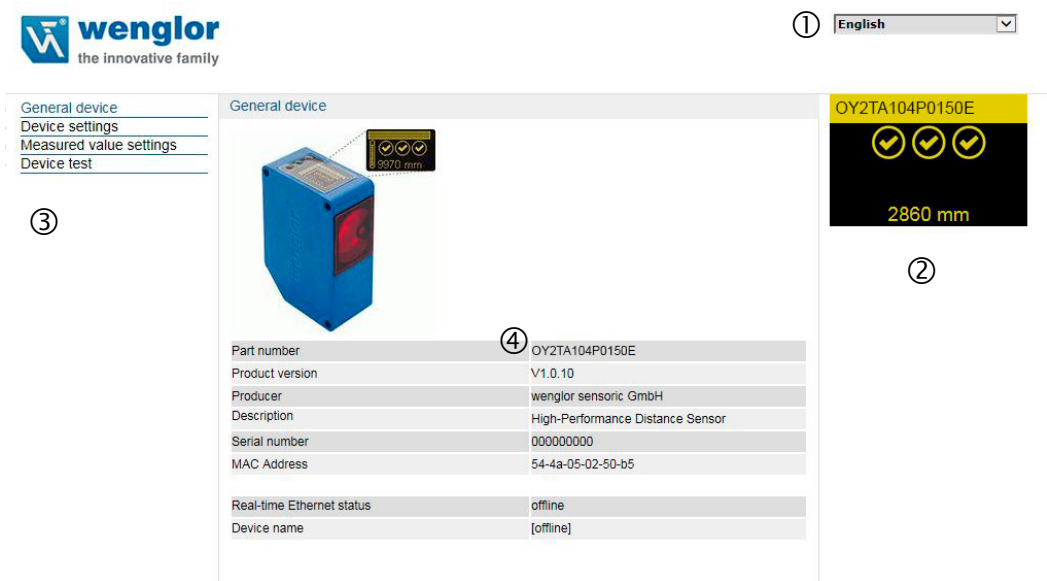 wenglor
the innovative family
① English
General device
Device settings
Measured value settings
Device test
③
General device
9970 mm
OY2TA104P0150E
2860 mm
②
④
Part number OY2TA104P0150E
Product version V1.0.10
Producer wenglor sensoric GmbH
Description High-Performance Distance Sensor
Serial number 000000000
MAC Address 54-4a-05-02-50-b5
Real-time Ethernet status offline
Device name [offline]